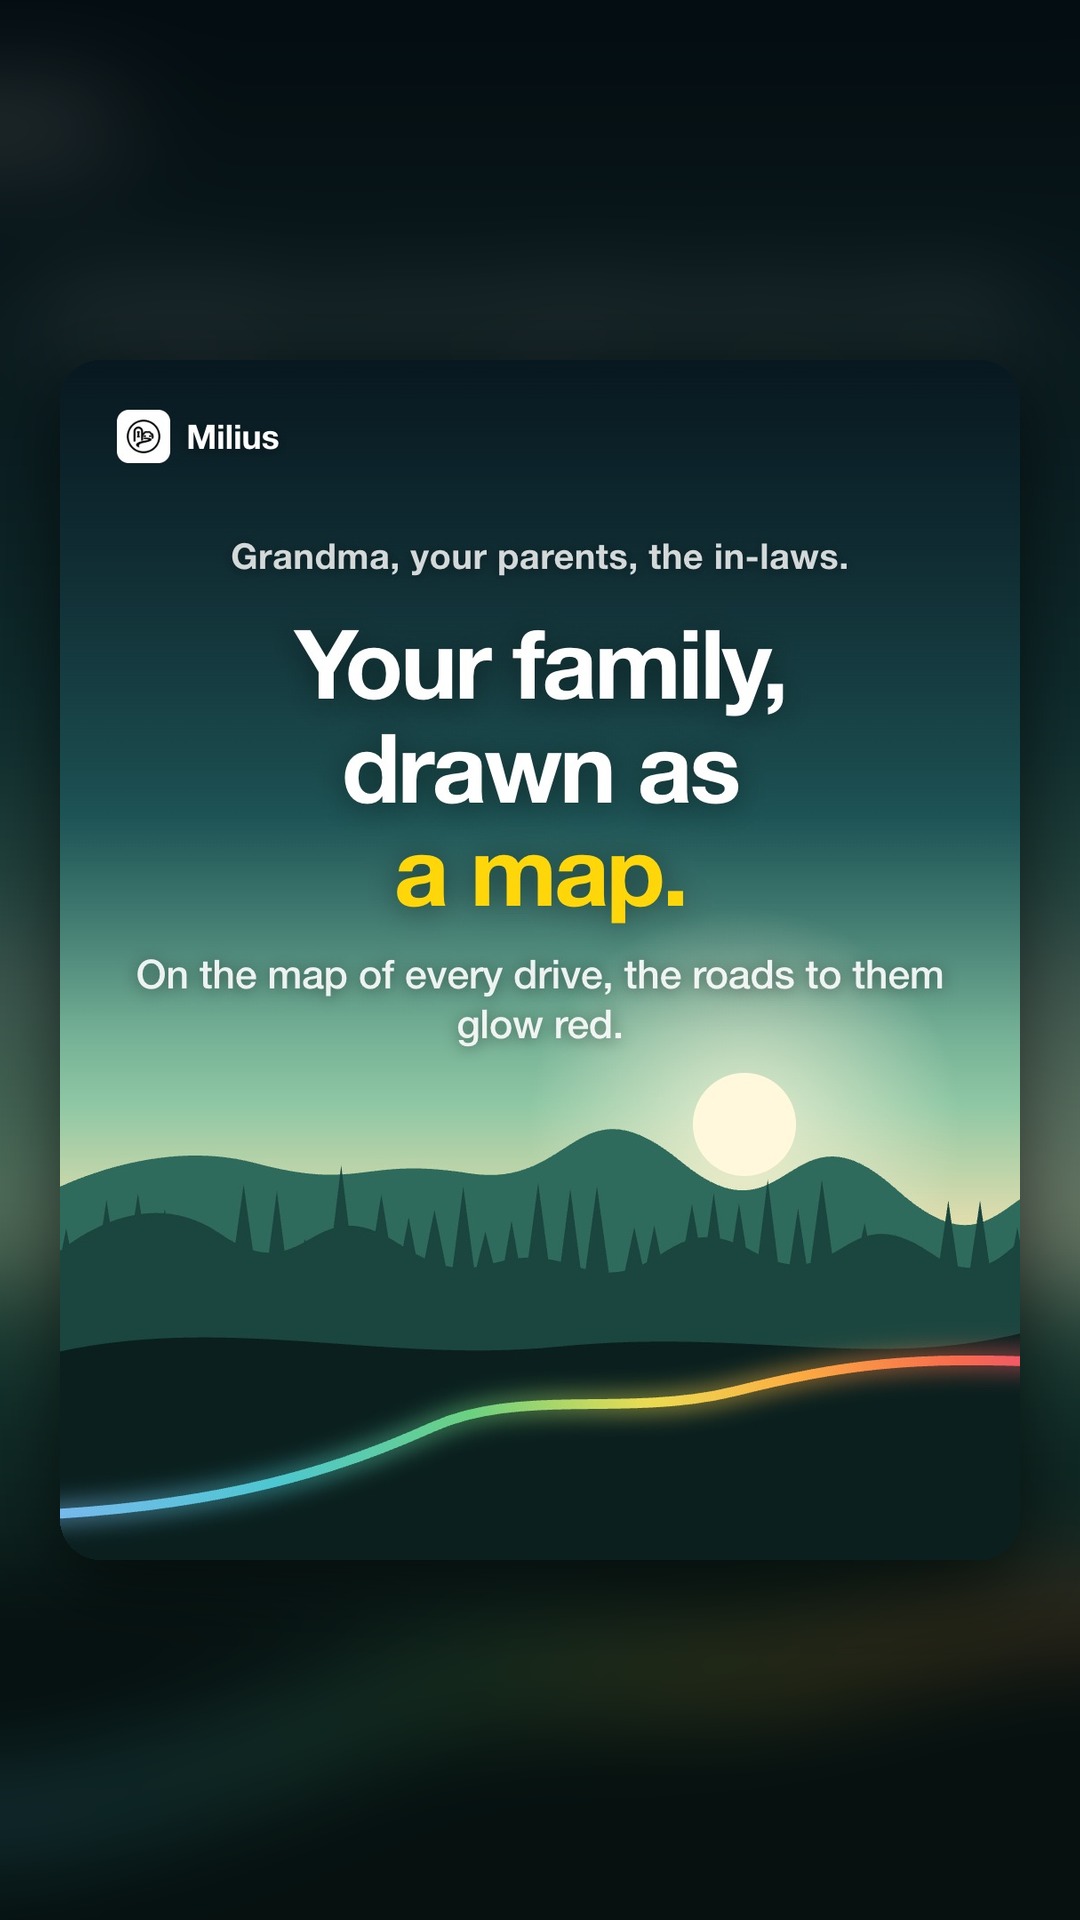 Milius
Grandma, your parents, the in-laws.
Your family,
drawn as
a map.
On the map of every drive, the roads to them
glow red.